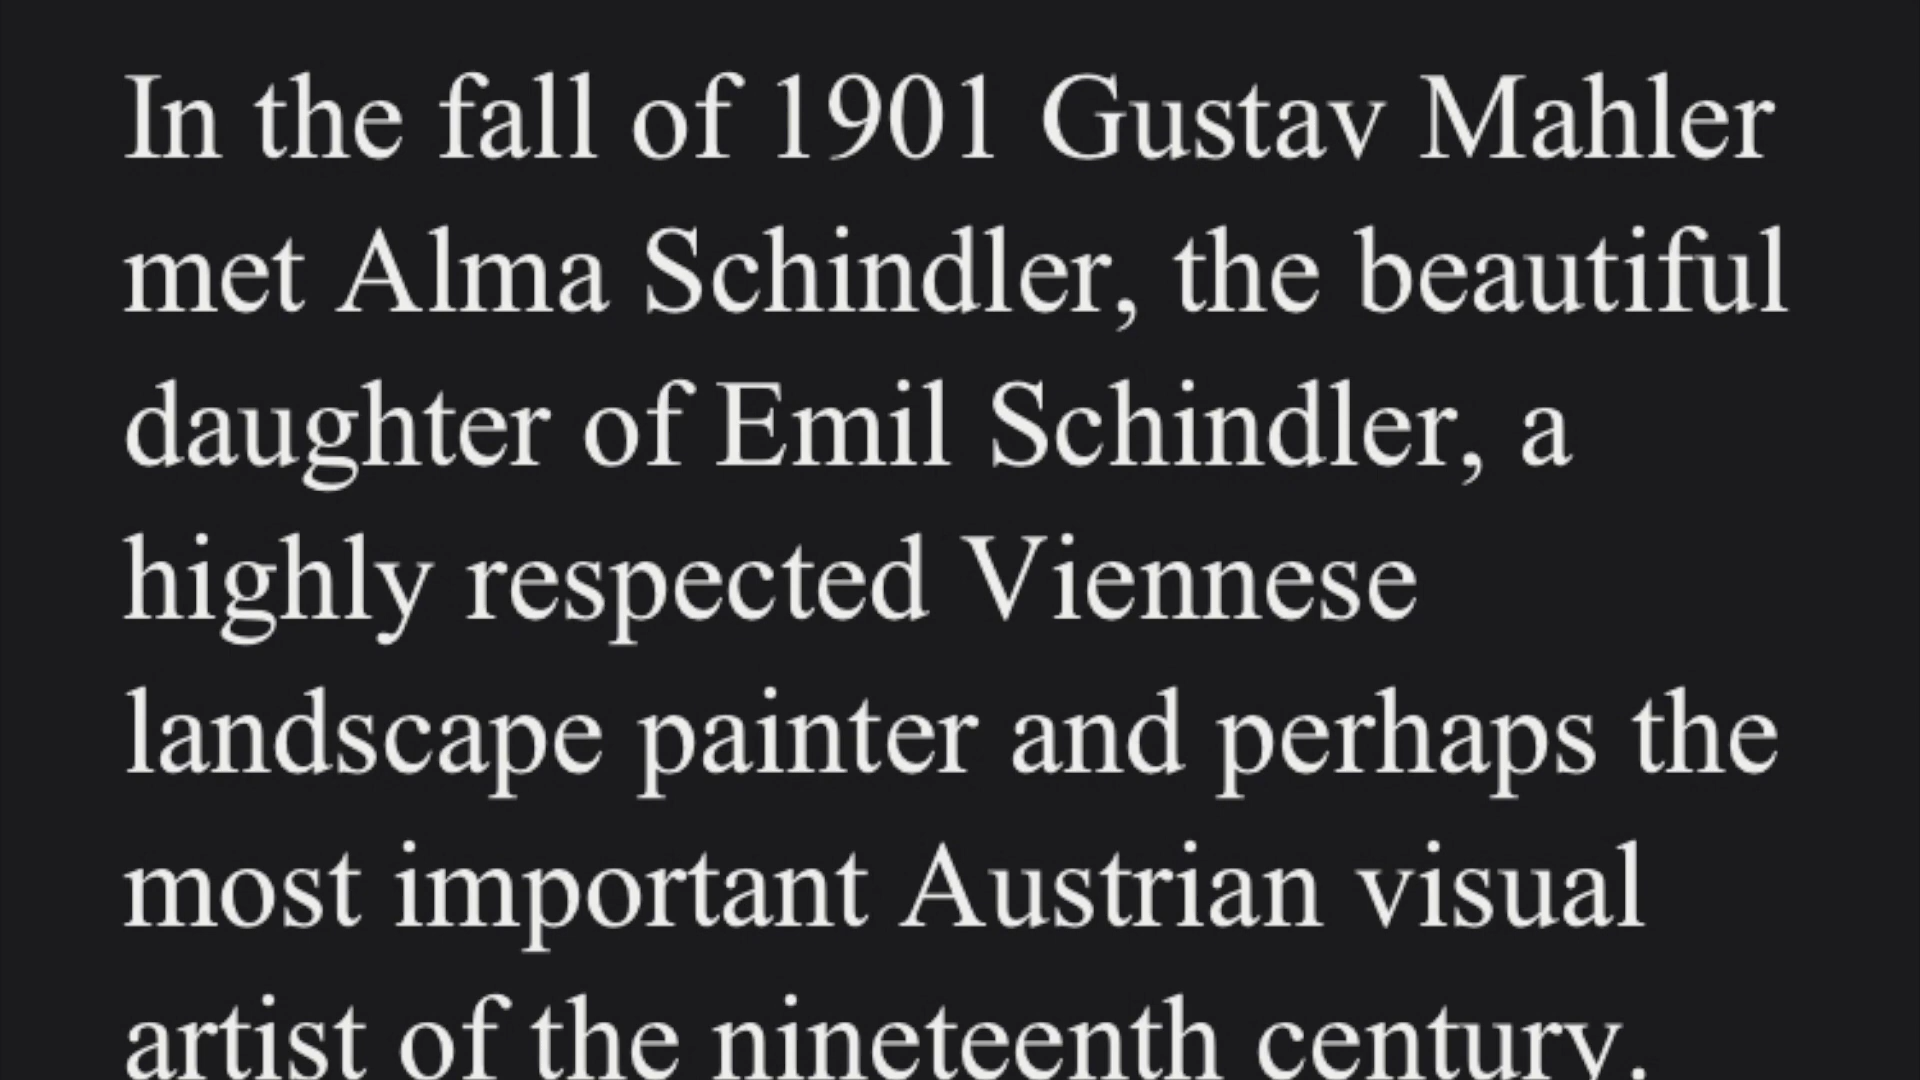 In the fall of 1901 Gustav Mahler
met Alma Schindler, the beautiful
daughter of Emil Schindler, a
highly respected Viennese
landscape painter and perhaps the
most important Austrian visual
artist of the nineteenth century.